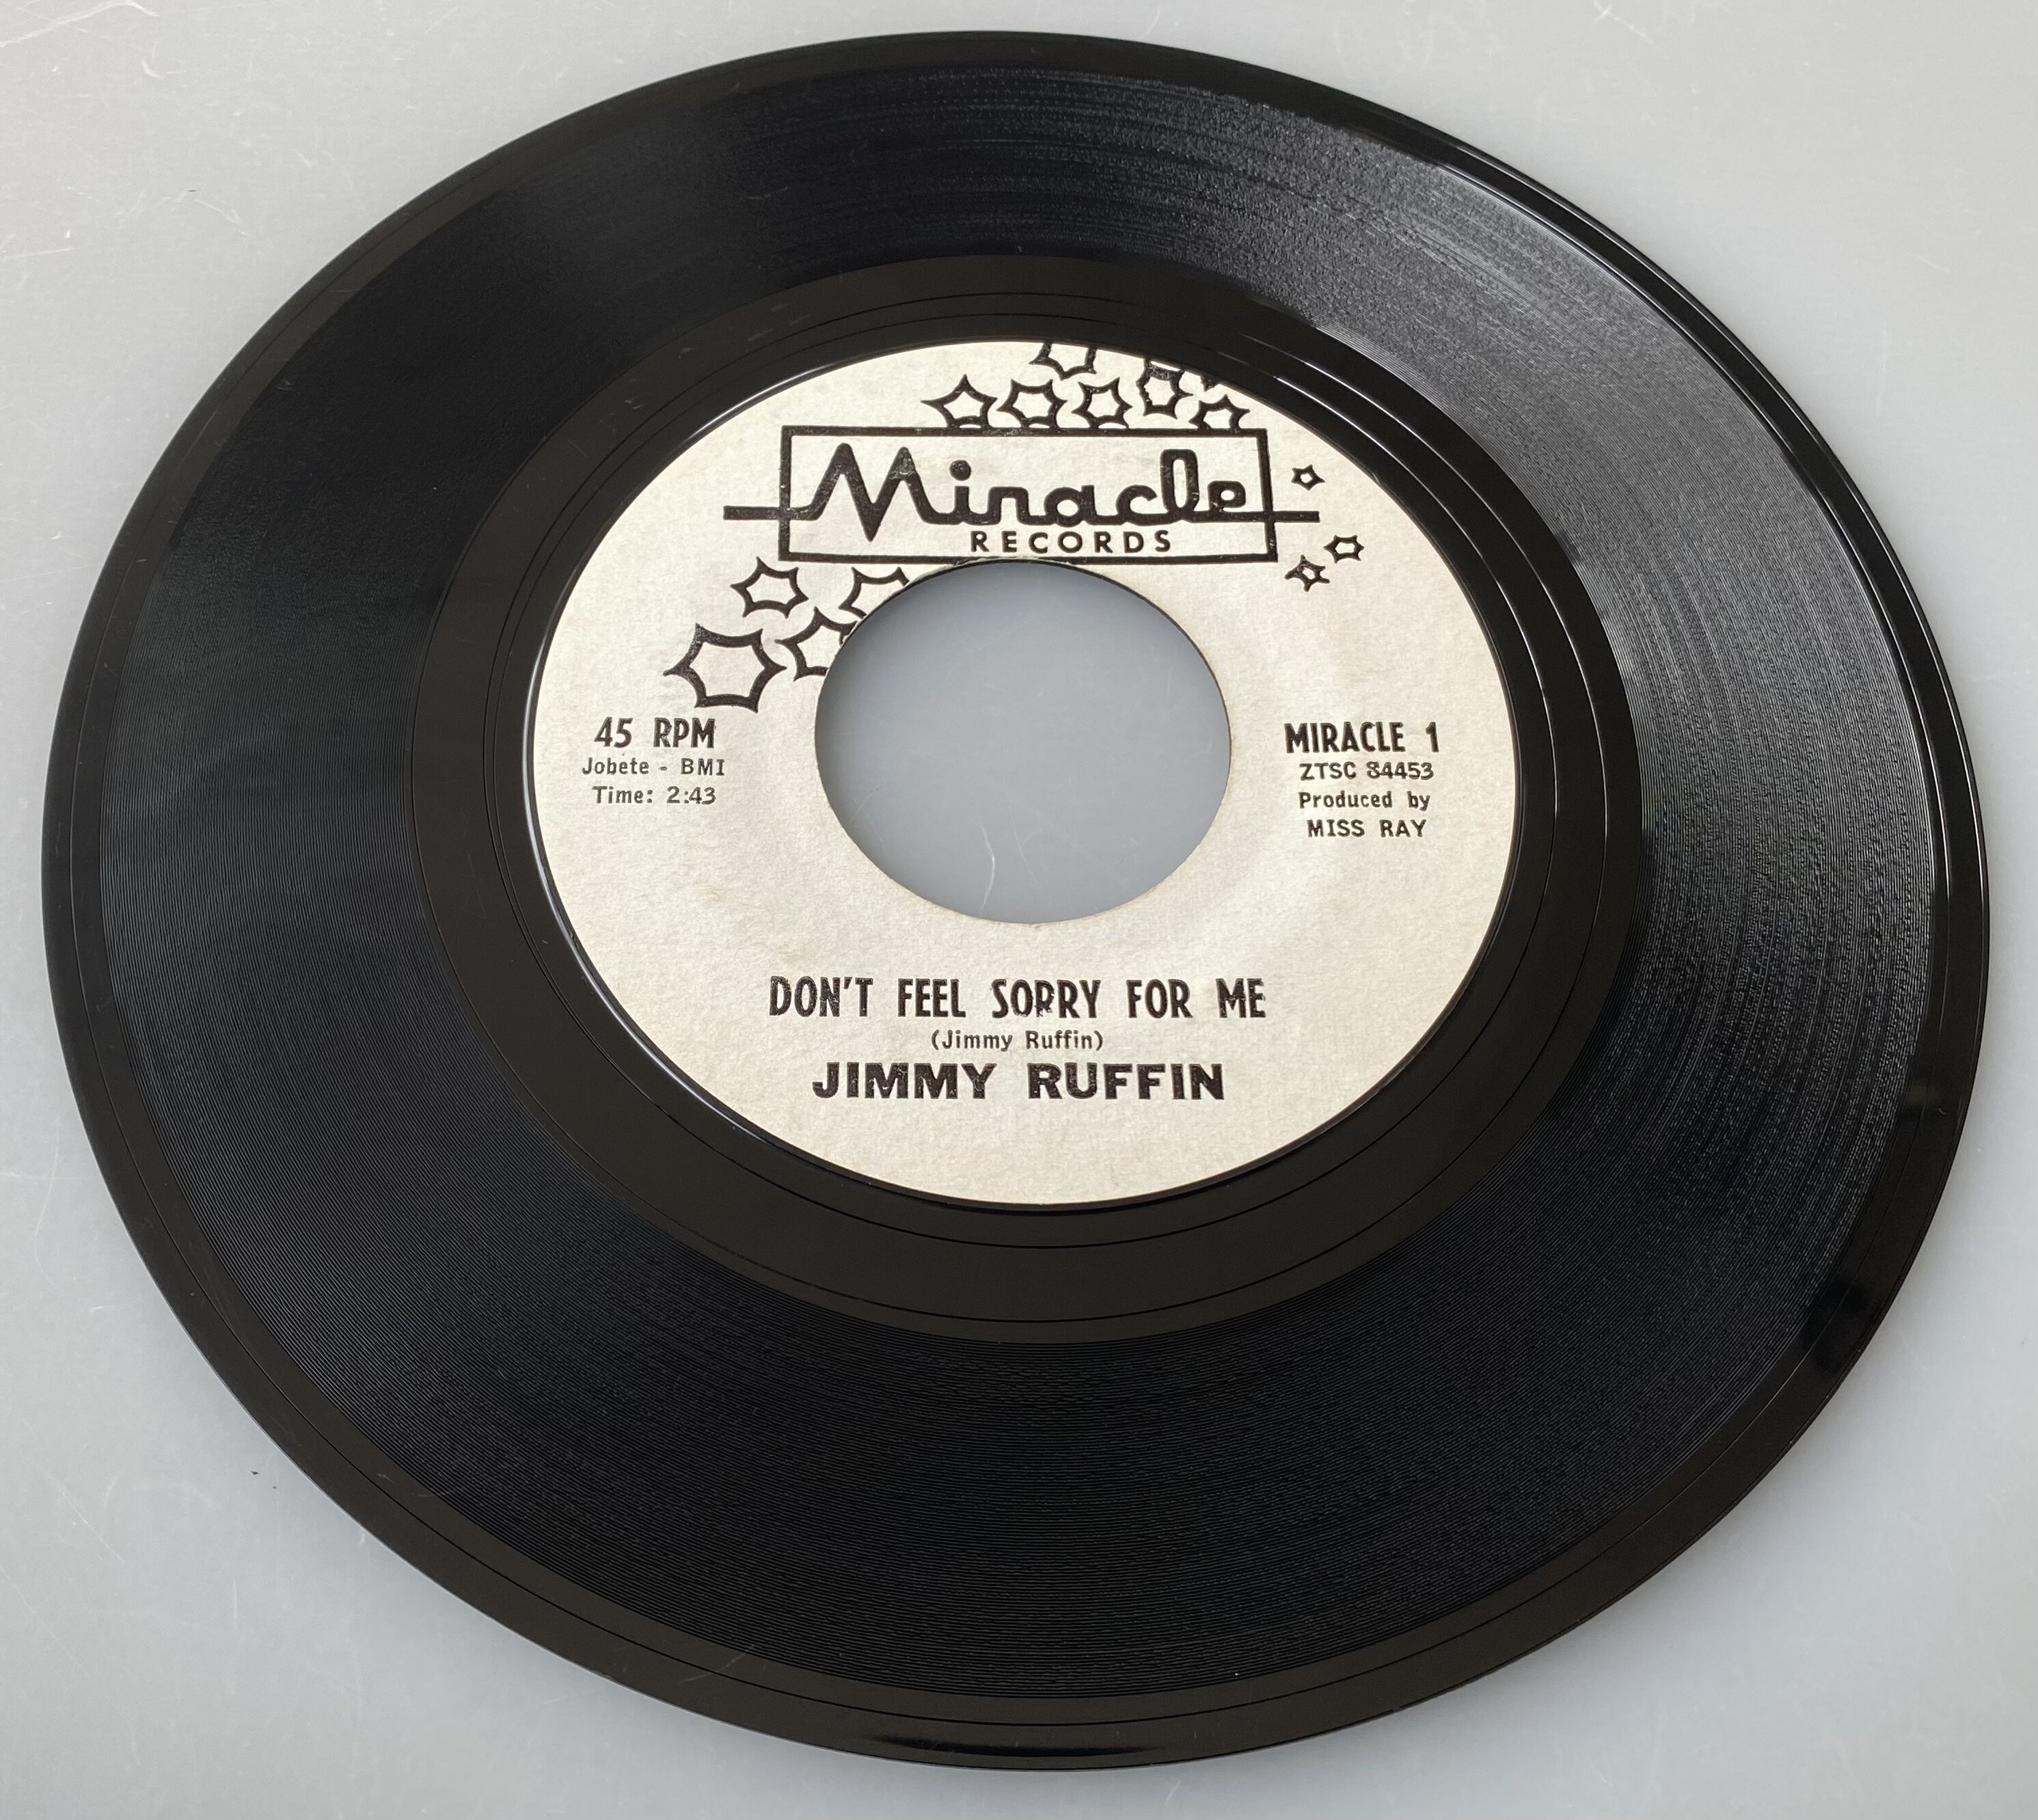 Miracle
RECORDS
45 RPM
Jobete - BMI
Time: 2:43
MIRACLE 1
ZTSC 84453
Produced by
MISS RAY
DON'T FEEL SORRY FOR ME
(Jimmy Ruffin)
JIMMY RUFFIN